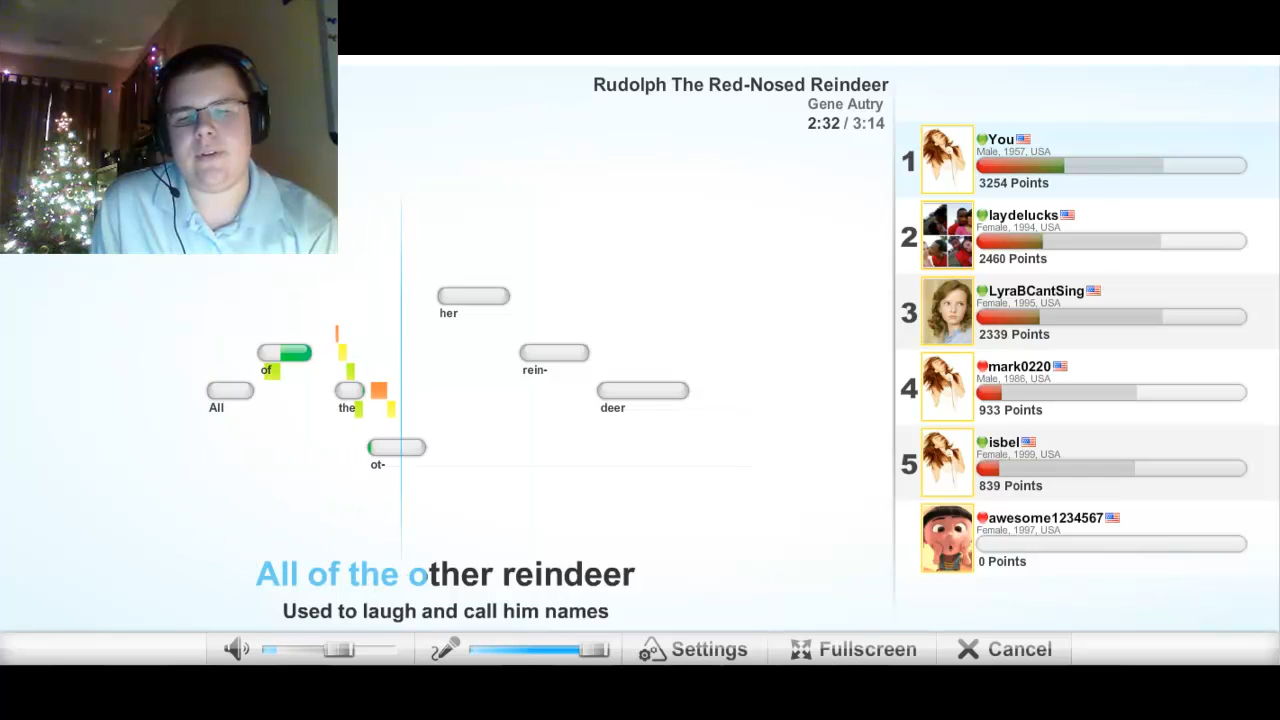 Rudolph The Red-Nosed Reindeer
Gene Autry
2:32 / 3:14
1
You
Male, 1957, USA
3254 Points
2
laydelucks
Female, 1994, USA
2460 Points
3
LyraBCantSing
Female, 1995, USA
2339 Points
4
mark0220
Male, 1986, USA
933 Points
5
isbel
Female, 1999, USA
839 Points
awesome1234567
Female, 1997, USA
0 Points
her
of
rein-
All
the
deer
ot-
All of the other reindeer
Used to laugh and call him names
Settings
Fullscreen
Cancel